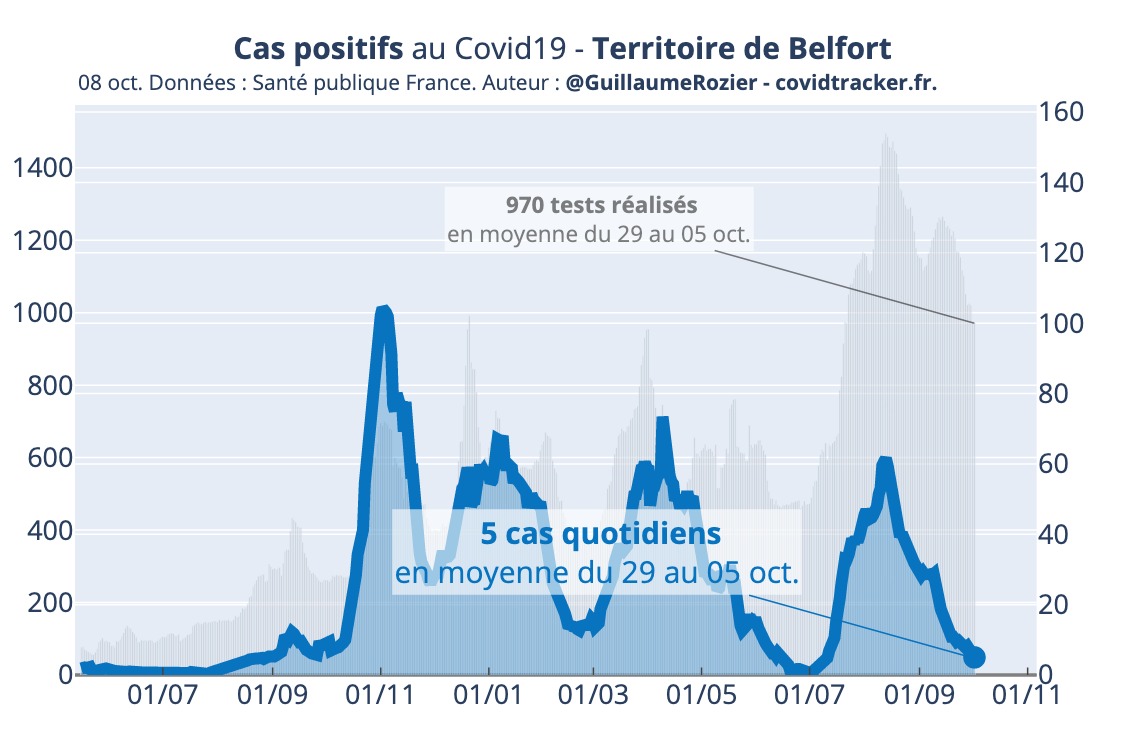 Cas positifs au Covid19 - Territoire de Belfort
08 oct. Données : Santé publique France. Auteur : @GuillaumeRozier - covidtracker.fr.
160
1400
140
970 tests réalisés
en moyenne du 29 au 05 oct.
1200
120
1000
100
800
80
600
60
400
5 cas quotidiens
40
en moyenne du 29 au 05 oct.
200
20
0
0
01/07 01/09 01/11 01/01 01/03 01/05 01/07 01/09 01/11